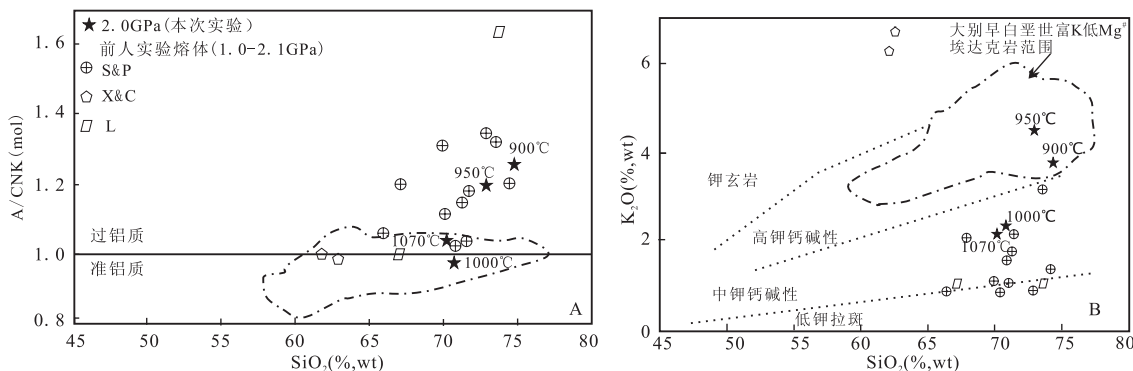 ★ 2.0GPa(本次实验)
前人实验熔体(1.0-2.1GPa)
⊕ S&P
⬠ X&C
▱ L
A/CNK(mol)
1.6
1.4
1.2
1.0
0.8
900℃
950℃
1070℃
1000℃
过铝质
准铝质
A
45 50 55 60 65 70 75 80
SiO₂(%,wt)
大别早白垩世富K低Mg#
埃达克岩范围
K₂O(%,wt)
6
4
2
0
950℃
900℃
1000℃
1070℃
钾玄岩
高钾钙碱性
中钾钙碱性
低钾拉斑
B
45 50 55 60 65 70 75 80
SiO₂(%,wt)